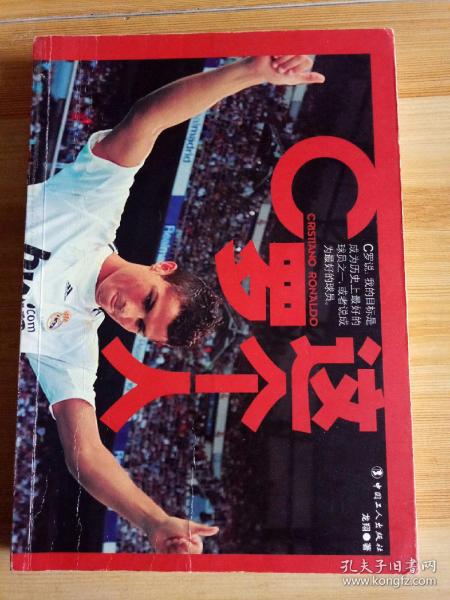 C罗
这个人
CRISTIANO RONALDO
C罗说，我的目标是
成为历史上最好的
球员之一，或者说成
为最好的球员。
中国工人出版社
龙翔●著
.com
孔夫子旧书网
www.kongfz.com